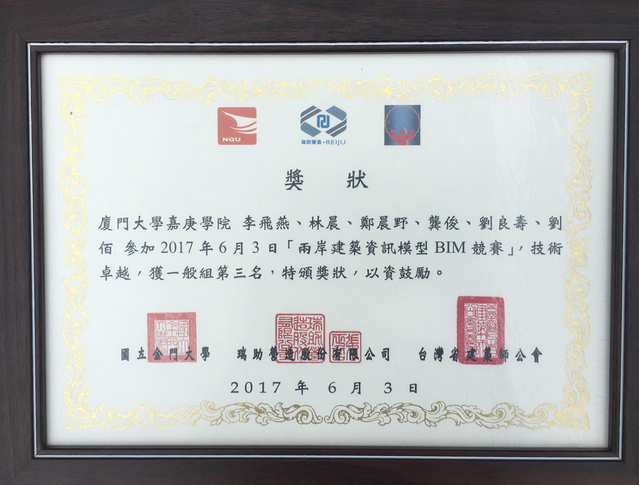 NQU
瑞助營造·REIJU
獎 狀
廈門大學嘉庚學院 李飛燕、林晨、鄭晨野、龔俊、劉良壽、劉
佰 參加 2017 年 6 月 3 日「兩岸建築資訊模型 BIM 競賽」，技術
卓越，獲一般組第三名，特頒獎狀，以資鼓勵。
國立金門大學 瑞助營造股份有限公司 台灣省建築師公會
2017 年 6 月 3 日